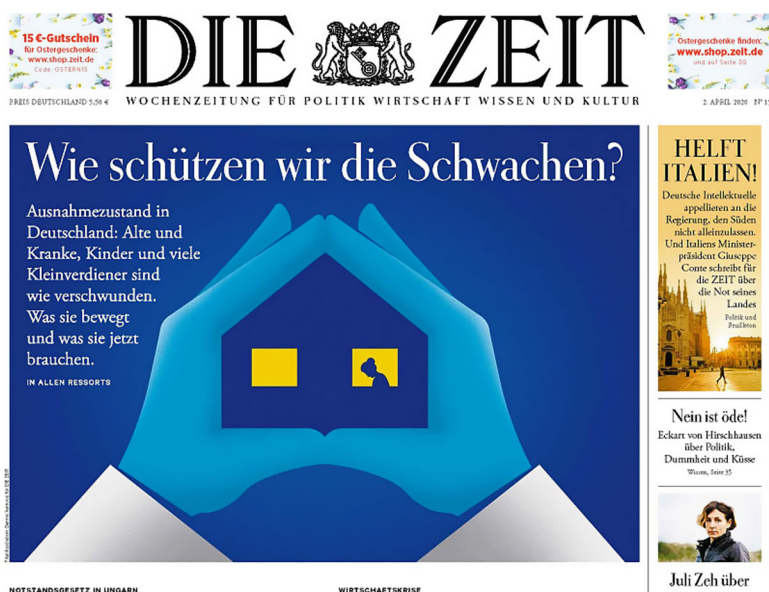 15 €-Gutschein
für Ostergeschenke:
www.shop.zeit.de
Code: OSTERN15
PREIS DEUTSCHLAND 5,50 €
DIE ZEIT
WOCHENZEITUNG FÜR POLITIK WIRTSCHAFT WISSEN UND KULTUR
Ostergeschenke finden:
www.shop.zeit.de
und auf Seite 20
2. APRIL 2020 Nº
Wie schützen wir die Schwachen?
Ausnahmezustand in
Deutschland: Alte und
Kranke, Kinder und viele
Kleinverdiener sind
wie verschwunden.
Was sie bewegt
und was sie jetzt
brauchen.
IN ALLEN RESSORTS
HELFT
ITALIEN!
Deutsche Intellektuelle
appellieren an die
Regierung, den Süden
nicht alleinzulassen.
Und Italiens Minister-
präsident Giuseppe
Conte schreibt für
die ZEIT über
die Not seines
Landes
Politik und
Feuilleton
Nein ist öde!
Eckart von Hirschhausen
über Politik,
Dummheit und Küsse
Wissen, Seite 35
Juli Zeh über
NOTSTANDSGESETZ IN UNGARN
WIRTSCHAFTSKRISE